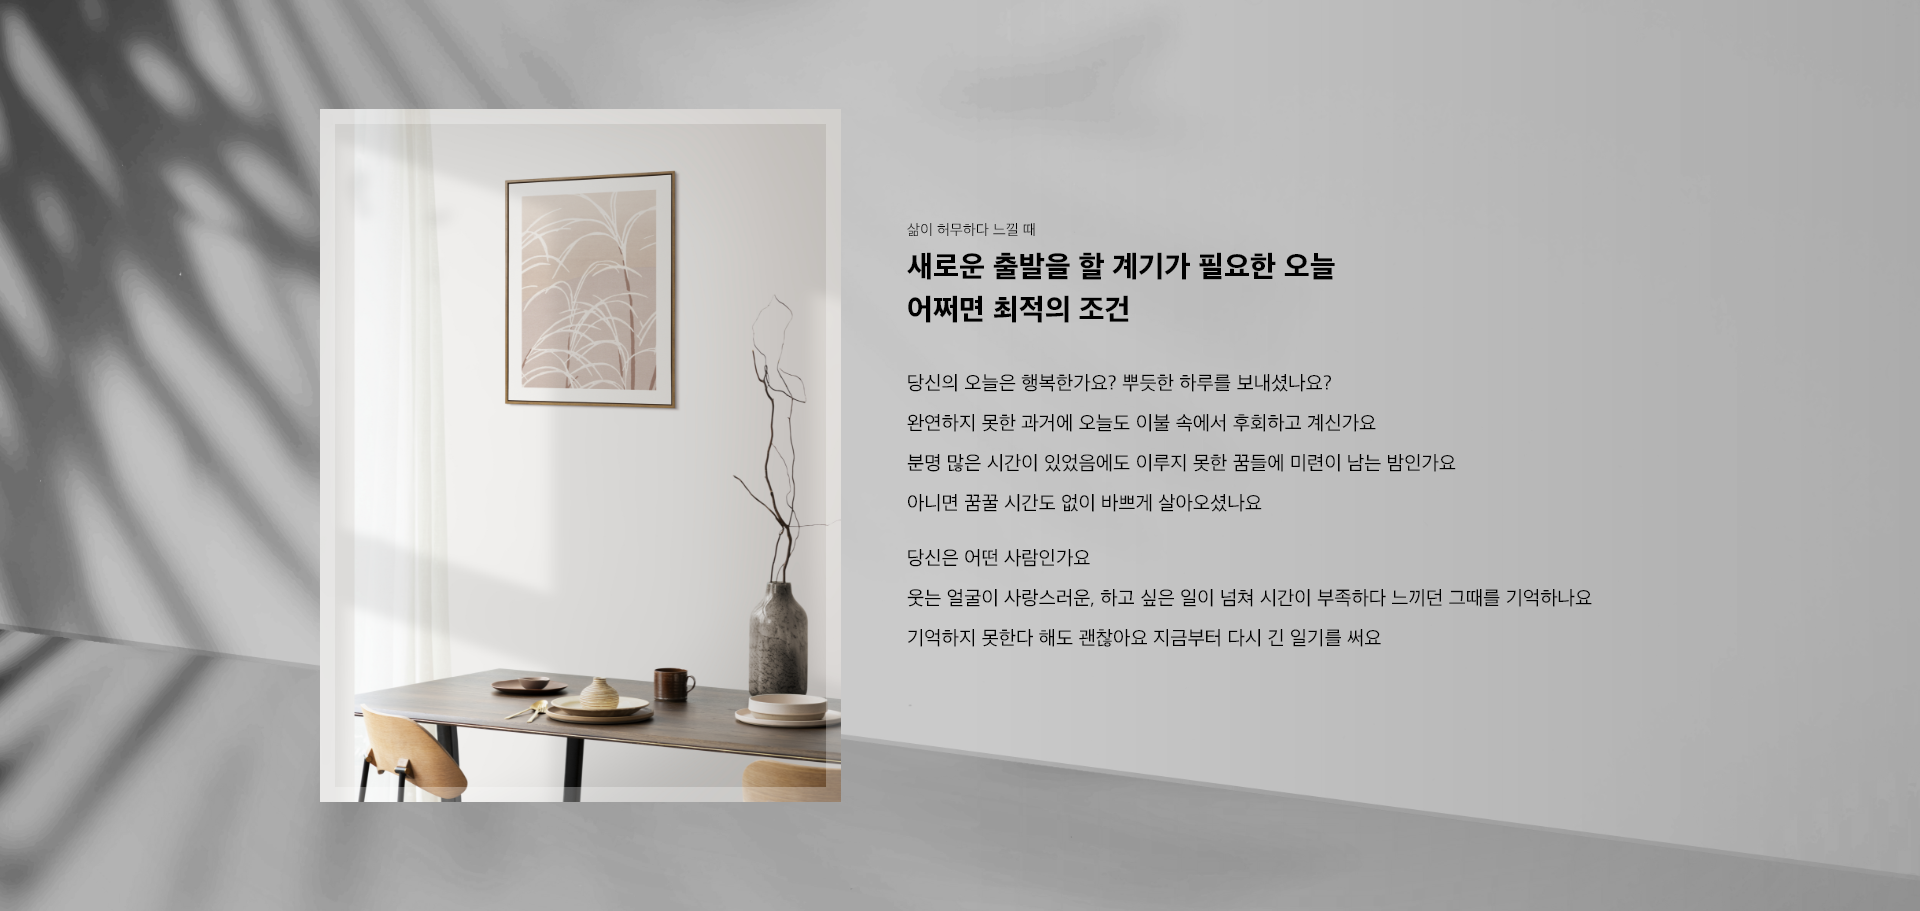 삶이 허무하다 느낄 때
새로운 출발을 할 계기가 필요한 오늘
어쩌면 최적의 조건
당신의 오늘은 행복한가요? 뿌듯한 하루를 보내셨나요?
완연하지 못한 과거에 오늘도 이불 속에서 후회하고 계신가요
분명 많은 시간이 있었음에도 이루지 못한 꿈들에 미련이 남는 밤인가요
아니면 꿈꿀 시간도 없이 바쁘게 살아오셨나요
당신은 어떤 사람인가요
웃는 얼굴이 사랑스러운, 하고 싶은 일이 넘쳐 시간이 부족하다 느끼던 그때를 기억하나요
기억하지 못한다 해도 괜찮아요 지금부터 다시 긴 일기를 써요